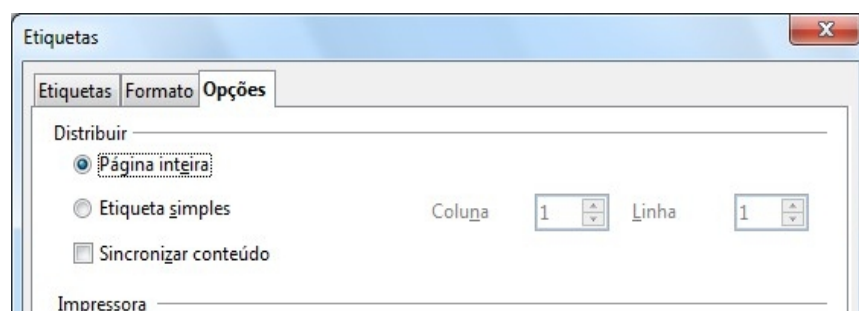 Etiquetas
Etiquetas Formato Opções
Distribuir
Página inteira
Etiqueta simples Coluna 1 Linha 1
Sincronizar conteúdo
Impressora